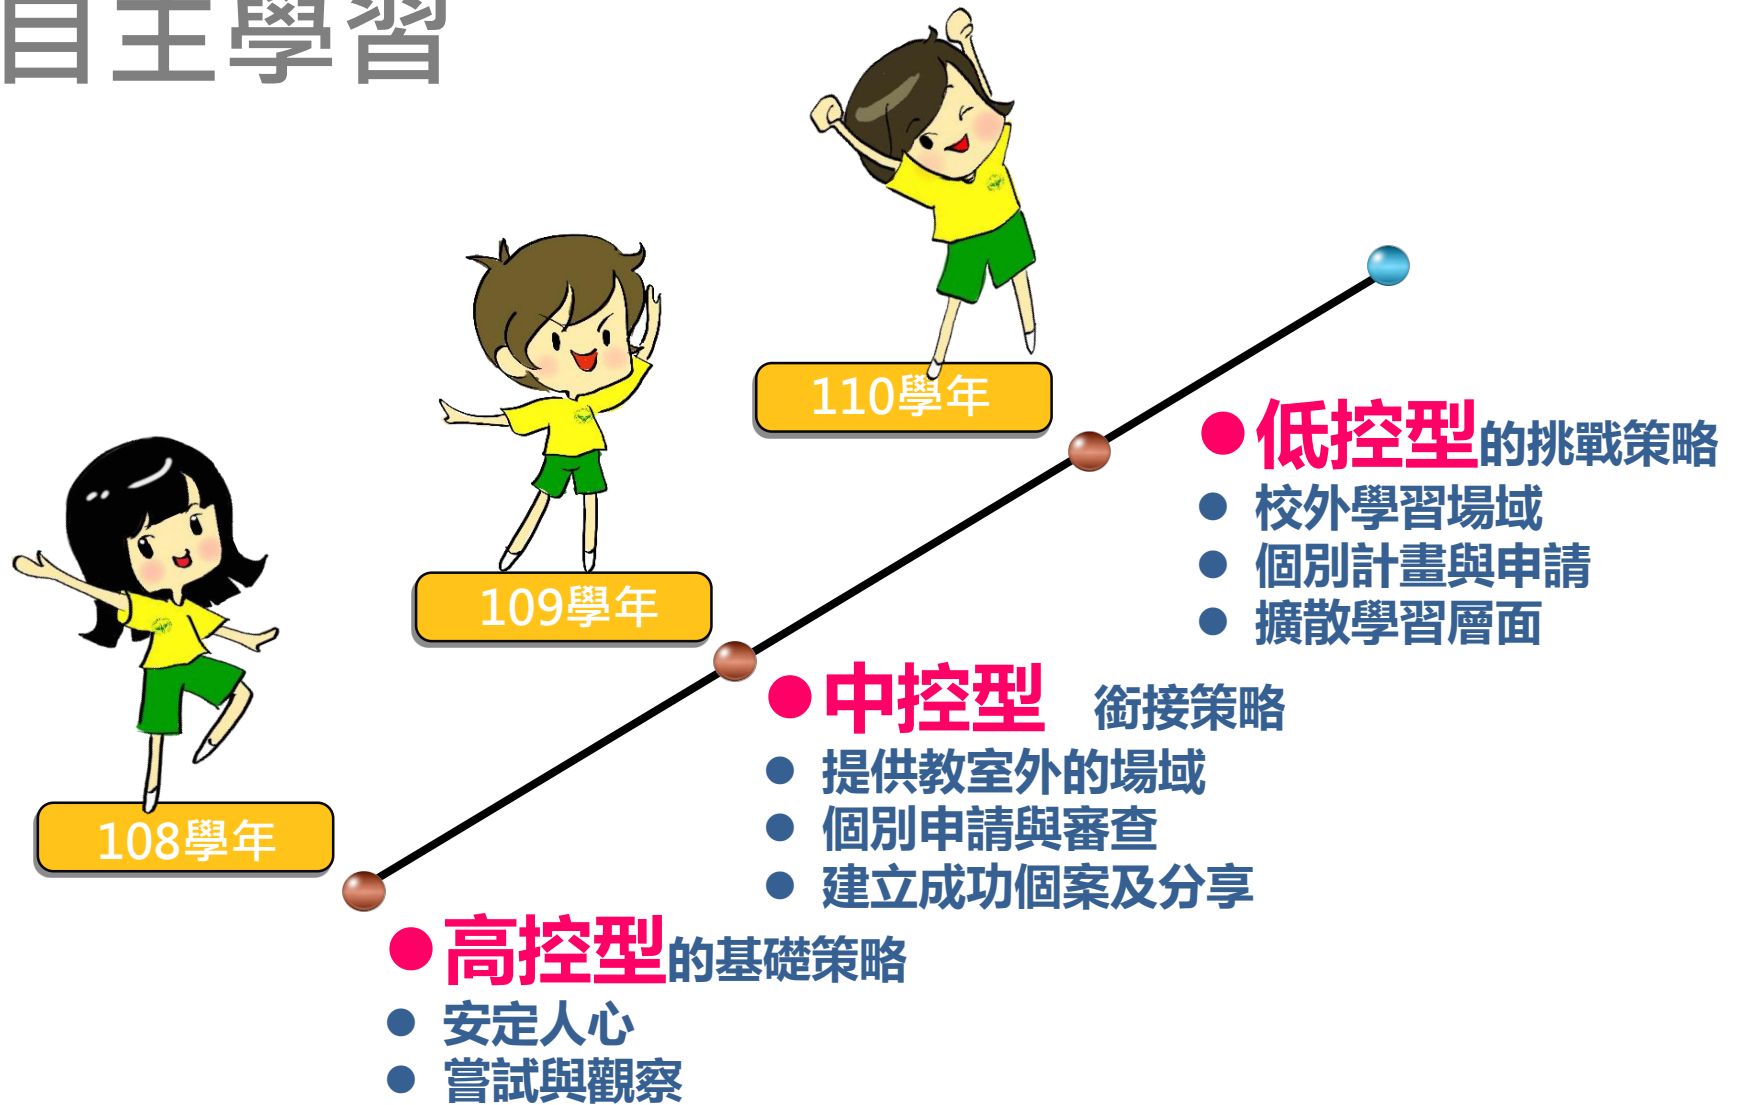 自主學習
110學年
109學年
108學年
●低控型的挑戰策略
● 校外學習場域
● 個別計畫與申請
● 擴散學習層面
●中控型 銜接策略
● 提供教室外的場域
● 個別申請與審查
● 建立成功個案及分享
●高控型的基礎策略
● 安定人心
● 嘗試與觀察